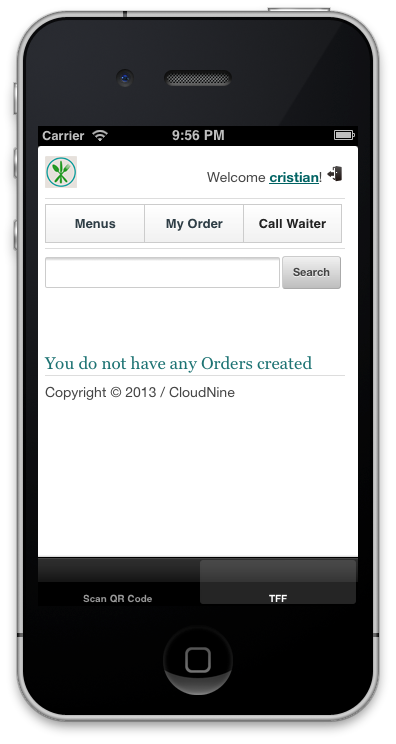 Carrier 9:56 PM
Welcome cristian!
Menus My Order Call Waiter
Search
You do not have any Orders created
Copyright © 2013 / CloudNine
Scan QR Code TFF